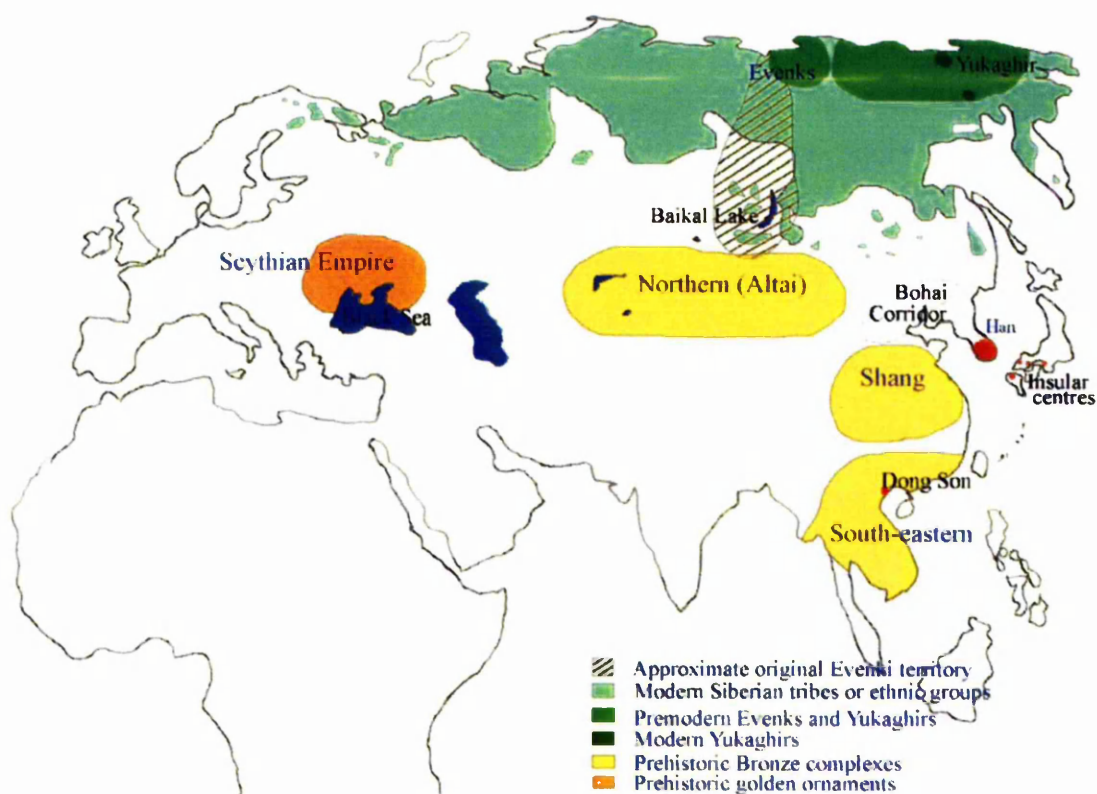 Evenks
Yukaghir
Baikal Lake
Scythian Empire
Black Sea
Northern (Altai)
Bohai
Corridor
Han
Shang
Insular
centres
Dong Son
South-eastern
Approximate original Evenki territory
Modern Siberian tribes or ethnic groups
Premodern Evenks and Yukaghirs
Modern Yukaghirs
Prehistoric Bronze complexes
Prehistoric golden ornaments